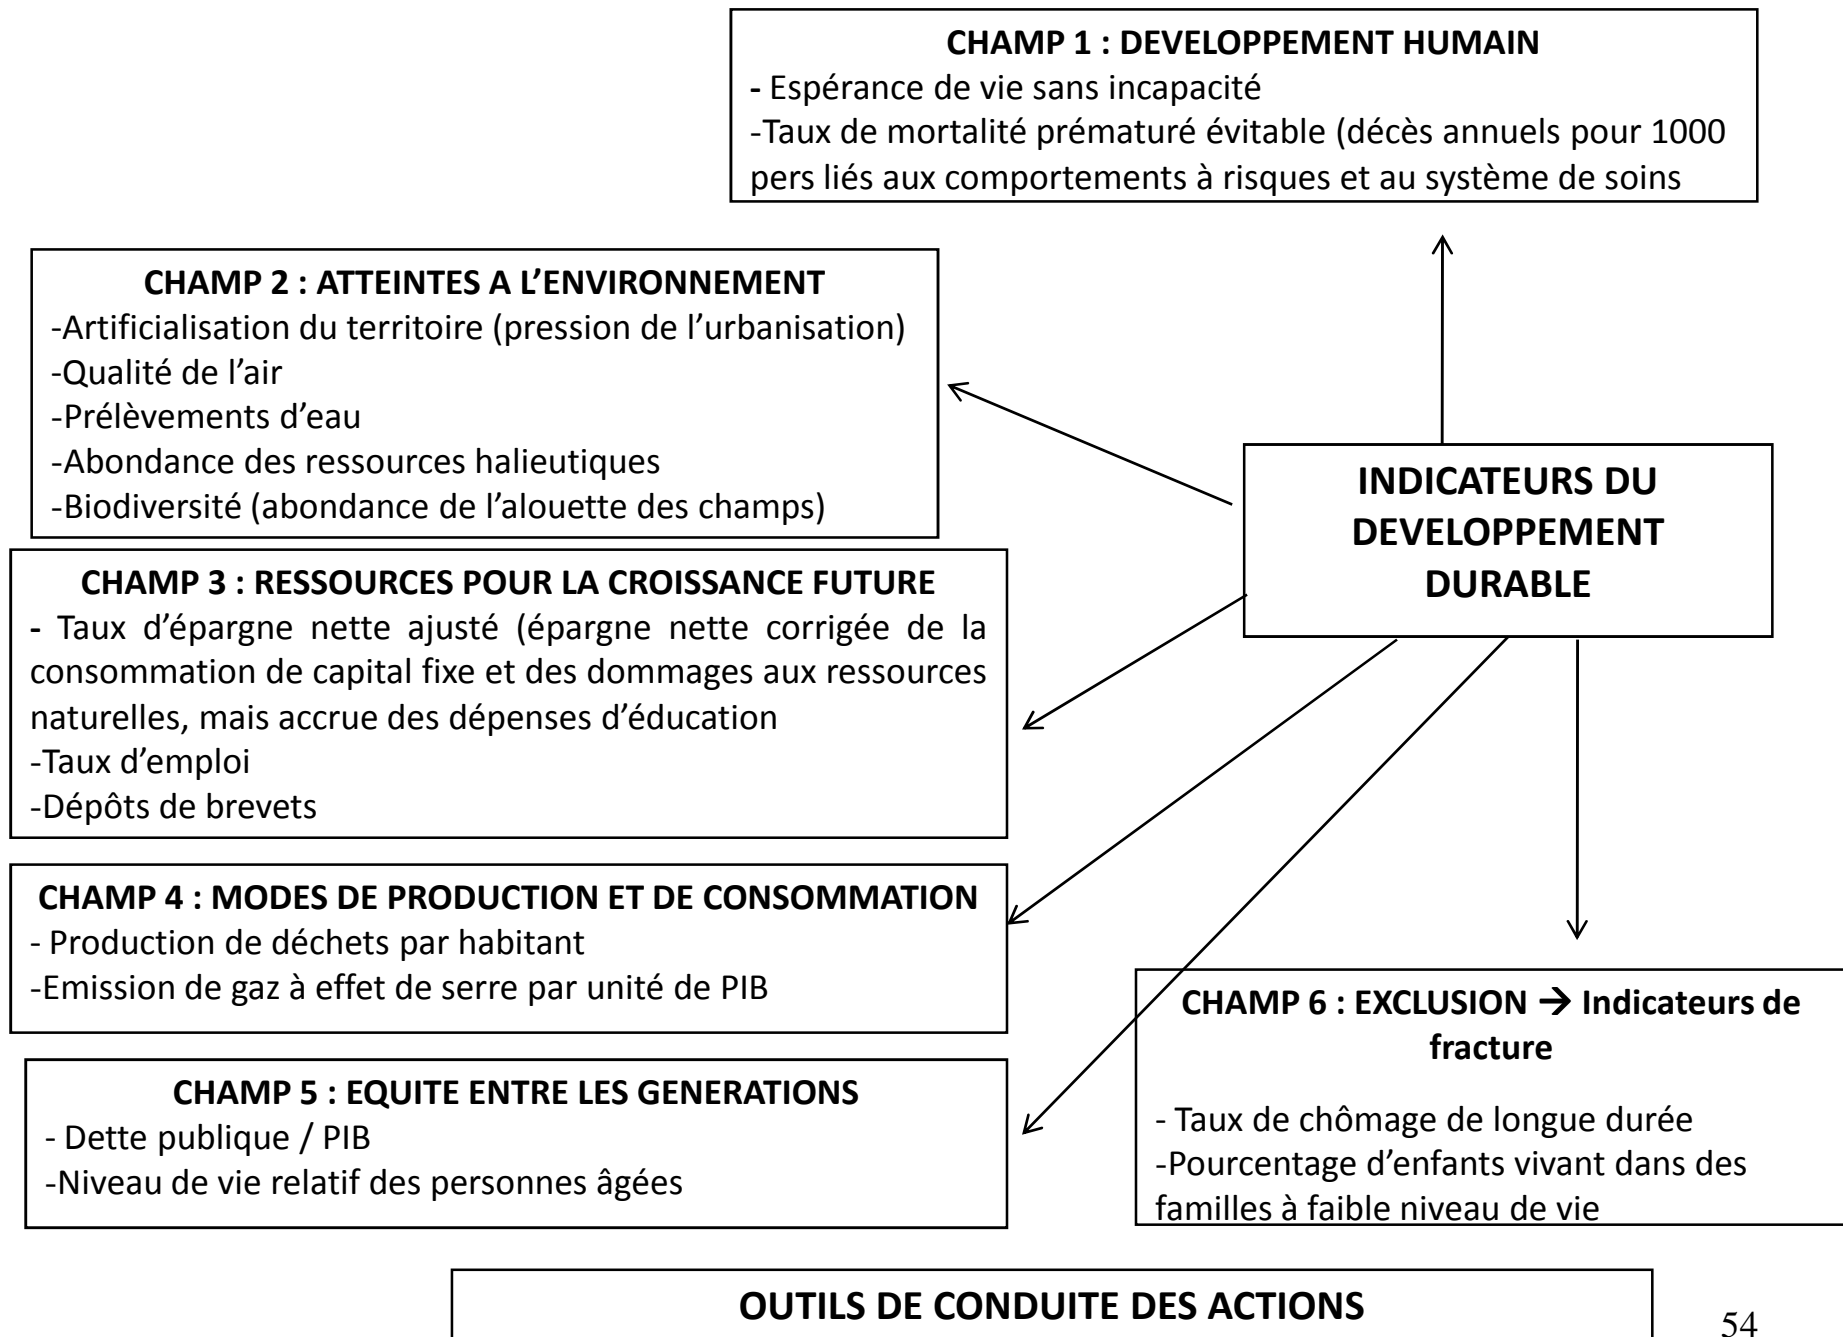 CHAMP 1 : DEVELOPPEMENT HUMAIN
- Espérance de vie sans incapacité
-Taux de mortalité prématuré évitable (décès annuels pour 1000
pers liés aux comportements à risques et au système de soins
CHAMP 2 : ATTEINTES A L’ENVIRONNEMENT
-Artificialisation du territoire (pression de l’urbanisation)
-Qualité de l’air
-Prélèvements d’eau
-Abondance des ressources halieutiques
-Biodiversité (abondance de l’alouette des champs)
INDICATEURS DU
DEVELOPPEMENT
DURABLE
CHAMP 3 : RESSOURCES POUR LA CROISSANCE FUTURE
- Taux d’épargne nette ajusté (épargne nette corrigée de la
consommation de capital fixe et des dommages aux ressources
naturelles, mais accrue des dépenses d’éducation
-Taux d’emploi
-Dépôts de brevets
CHAMP 4 : MODES DE PRODUCTION ET DE CONSOMMATION
- Production de déchets par habitant
-Emission de gaz à effet de serre par unité de PIB
CHAMP 5 : EQUITE ENTRE LES GENERATIONS
- Dette publique / PIB
-Niveau de vie relatif des personnes âgées
CHAMP 6 : EXCLUSION → Indicateurs de
fracture
- Taux de chômage de longue durée
-Pourcentage d’enfants vivant dans des
familles à faible niveau de vie
OUTILS DE CONDUITE DES ACTIONS
54